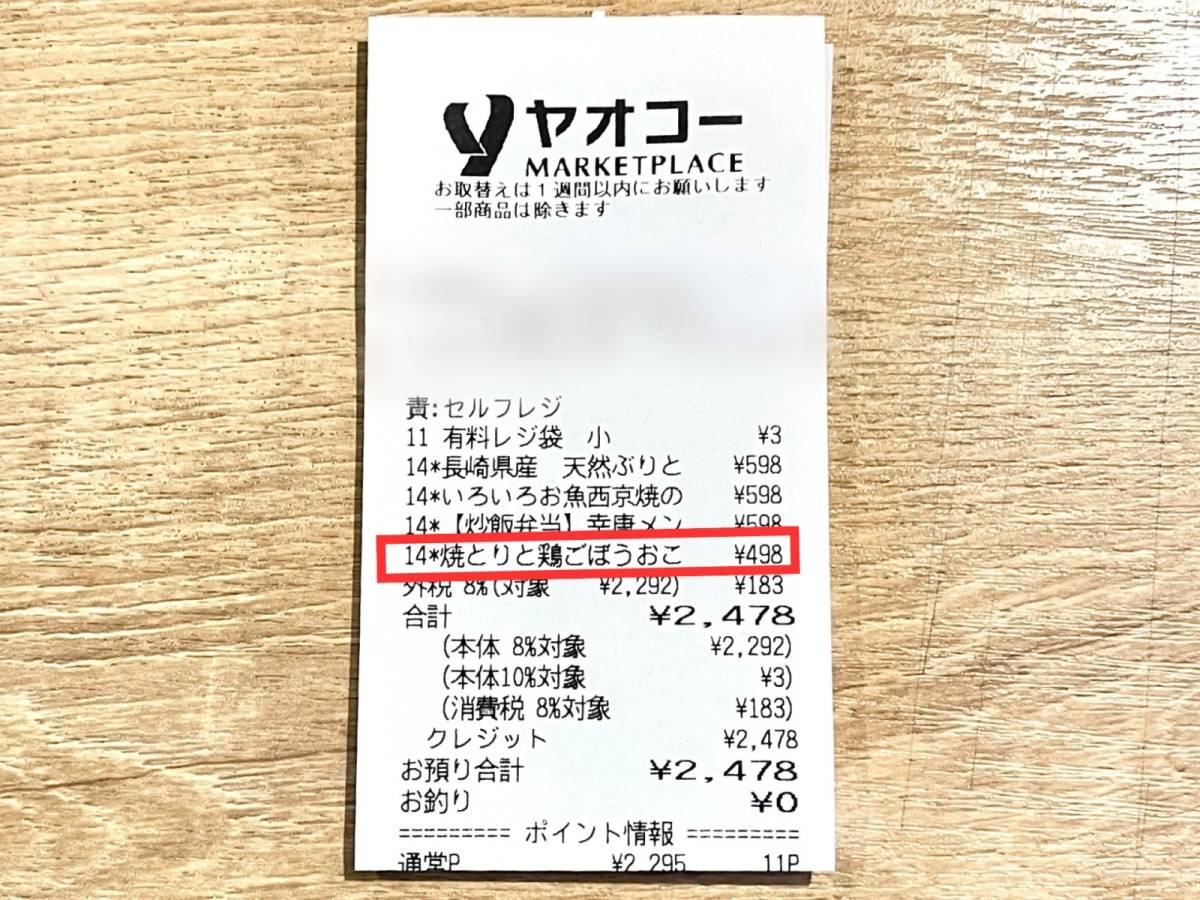 ヤオコー
MARKETPLACE
お取替えは１週間以内にお願いします
一部商品は除きます
責:セルフレジ
11 有料レジ袋　小 ¥3
14*長崎県産　天然ぶりと ¥598
14*いろいろお魚西京焼の ¥598
14*【炒飯弁当】幸唐メン ¥598
14*焼とりと鶏ごぼうおこ ¥498
外税 8%(対象 ¥2,292) ¥183
合計 ¥2,478
(本体 8%対象 ¥2,292)
(本体10%対象 ¥3)
(消費税 8%対象 ¥183)
クレジット ¥2,478
お預り合計 ¥2,478
お釣り ¥0
========= ポイント情報 =========
通常P ¥2,295 11P